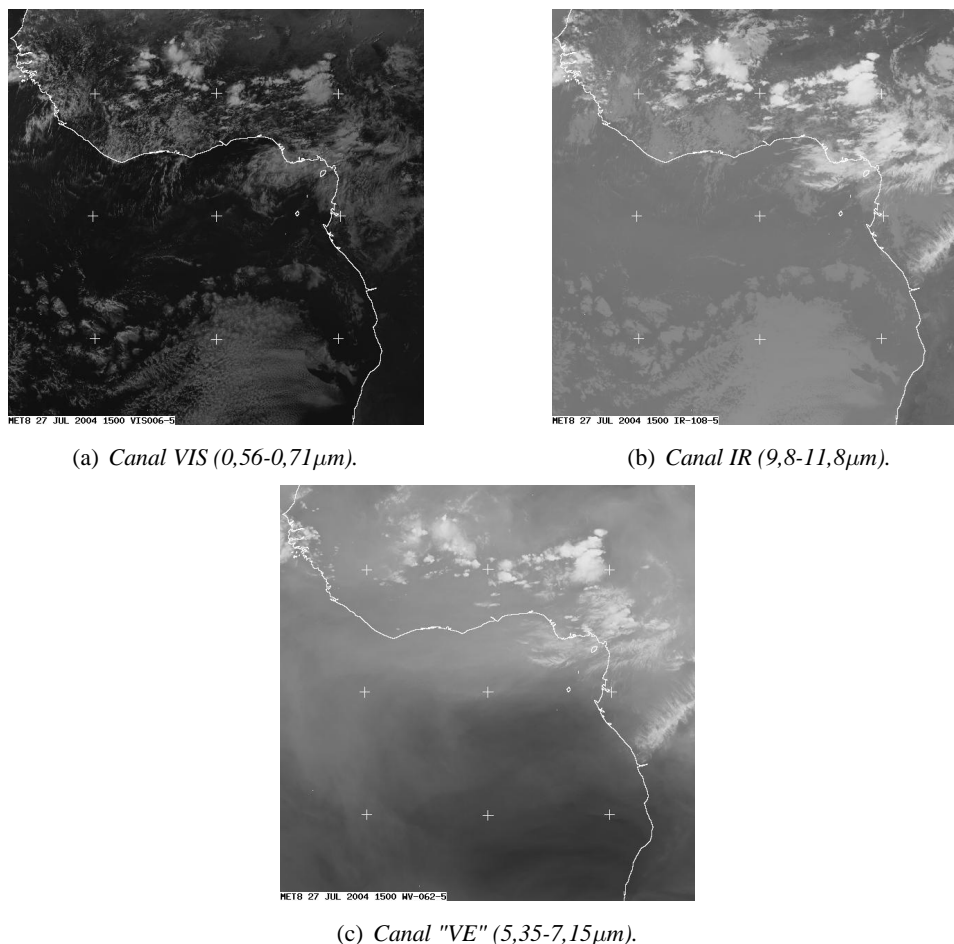 MET8 27 JUL 2004 1500 VIS006-5
MET8 27 JUL 2004 1500 IR-108-5
(a) Canal VIS (0,56-0,71μm).
(b) Canal IR (9,8-11,8μm).
MET8 27 JUL 2004 1500 WV-062-5
(c) Canal "VE" (5,35-7,15μm).